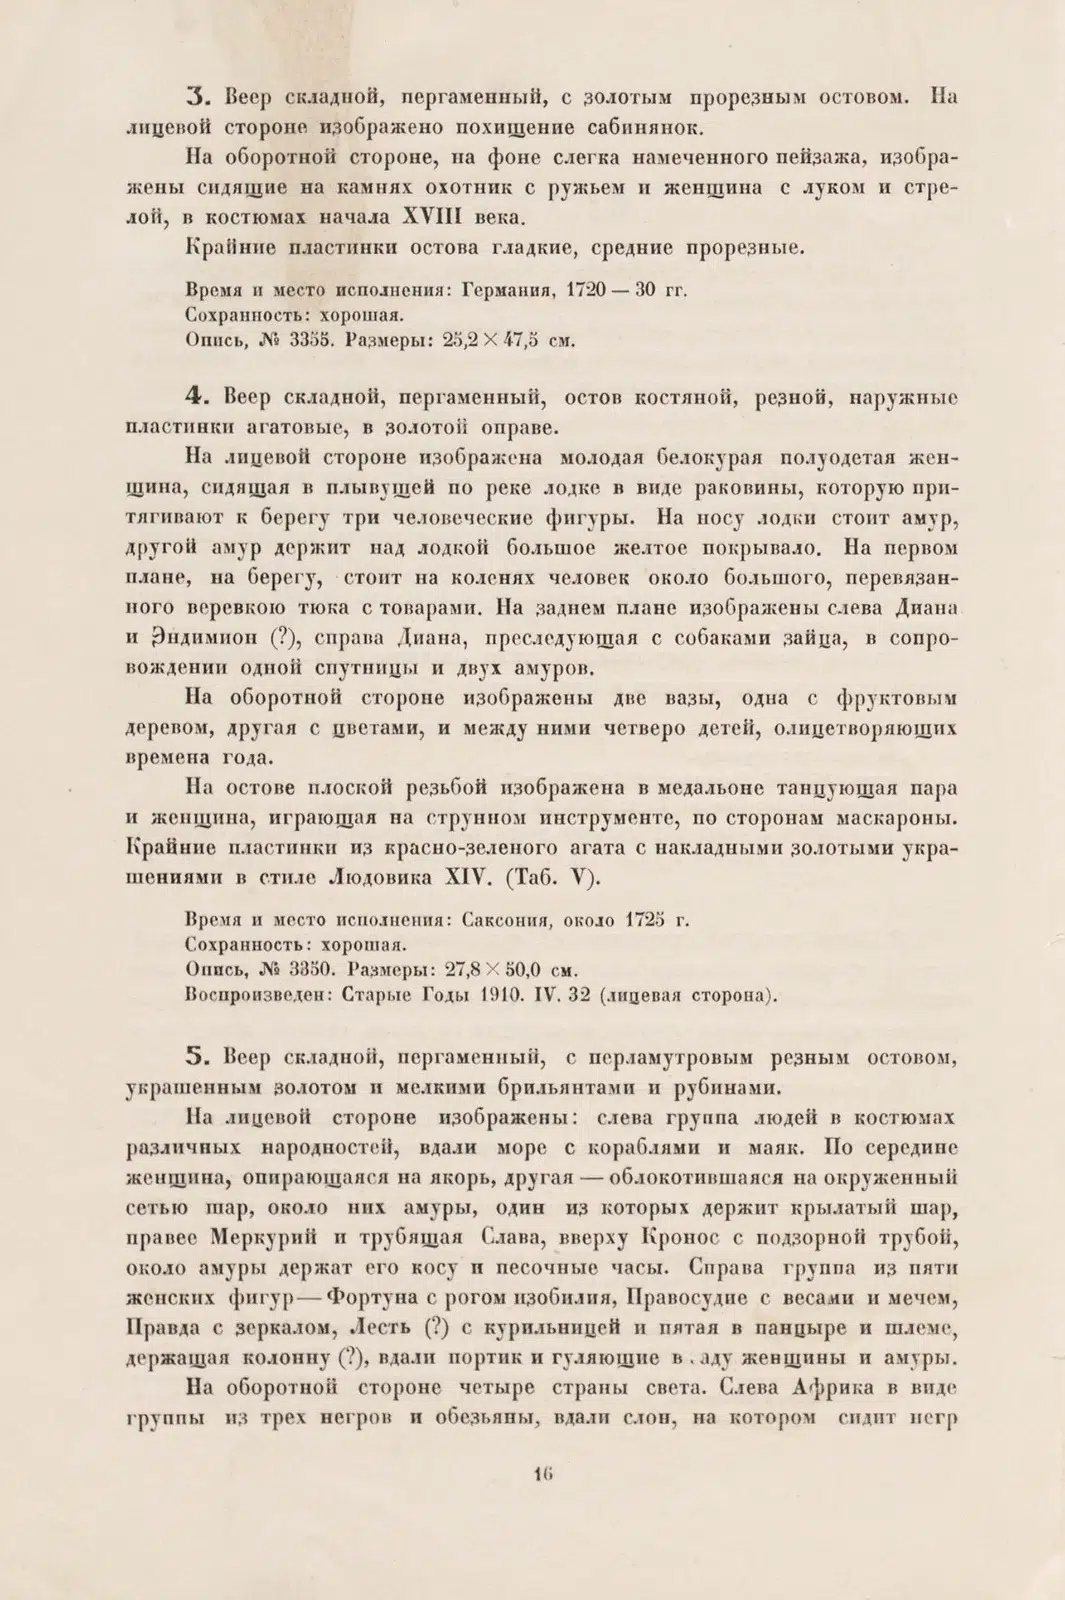 3. Веер складной, пергаменный, с золотым прорезным остовом. На
лицевой стороне изображено похищение сабинянок.
На оборотной стороне, на фоне слегка намеченного пейзажа, изобра-
жены сидящие на камнях охотник с ружьем и женщина с луком и стре-
лой, в костюмах начала XVIII века.
Крайние пластинки остова гладкие, средние прорезные.
Время и место исполнения: Германия, 1720 — 30 гг.
Сохранность: хорошая.
Опись, № 3355. Размеры: 25,2 × 47,5 см.
4. Веер складной, пергаменный, остов костяной, резной, наружные
пластинки агатовые, в золотой оправе.
На лицевой стороне изображена молодая белокурая полуодетая жен-
щина, сидящая в плывущей по реке лодке в виде раковины, которую при-
тягивают к берегу три человеческие фигуры. На носу лодки стоит амур,
другой амур держит над лодкой большое желтое покрывало. На первом
плане, на берегу, стоит на коленях человек около большого, перевязан-
ного веревкою тюка с товарами. На заднем плане изображены слева Диана
и Эндимион (?), справа Диана, преследующая с собаками зайца, в сопро-
вождении одной спутницы и двух амуров.
На оборотной стороне изображены две вазы, одна с фруктовым
деревом, другая с цветами, и между ними четверо детей, олицетворяющих
времена года.
На остове плоской резьбой изображена в медальоне танцующая пара
и женщина, играющая на струнном инструменте, по сторонам маскароны.
Крайние пластинки из красно-зеленого агата с накладными золотыми укра-
шениями в стиле Людовика XIV. (Таб. V).
Время и место исполнения: Саксония, около 1725 г.
Сохранность: хорошая.
Опись, № 3350. Размеры: 27,8 × 50,0 см.
Воспроизведен: Старые Годы 1910. IV. 32 (лицевая сторона).
5. Веер складной, пергаменный, с перламутровым резным остовом,
украшенным золотом и мелкими брильянтами и рубинами.
На лицевой стороне изображены: слева группа людей в костюмах
различных народностей, вдали море с кораблями и маяк. По середине
женщина, опирающаяся на якорь, другая — облокотившаяся на окруженный
сетью шар, около них амуры, один из которых держит крылатый шар,
правее Меркурий и трубящая Слава, вверху Кронос с подзорной трубой,
около амуры держат его косу и песочные часы. Справа группа из пяти
женских фигур — Фортуна с рогом изобилия, Правосудие с весами и мечем,
Правда с зеркалом, Лесть (?) с курильницей и пятая в панцыре и шлеме,
держащая колонну (?), вдали портик и гуляющие в .аду женщины и амуры.
На оборотной стороне четыре страны света. Слева Африка в виде
группы из трех негров и обезьяны, вдали слон, на котором сидит негр
16